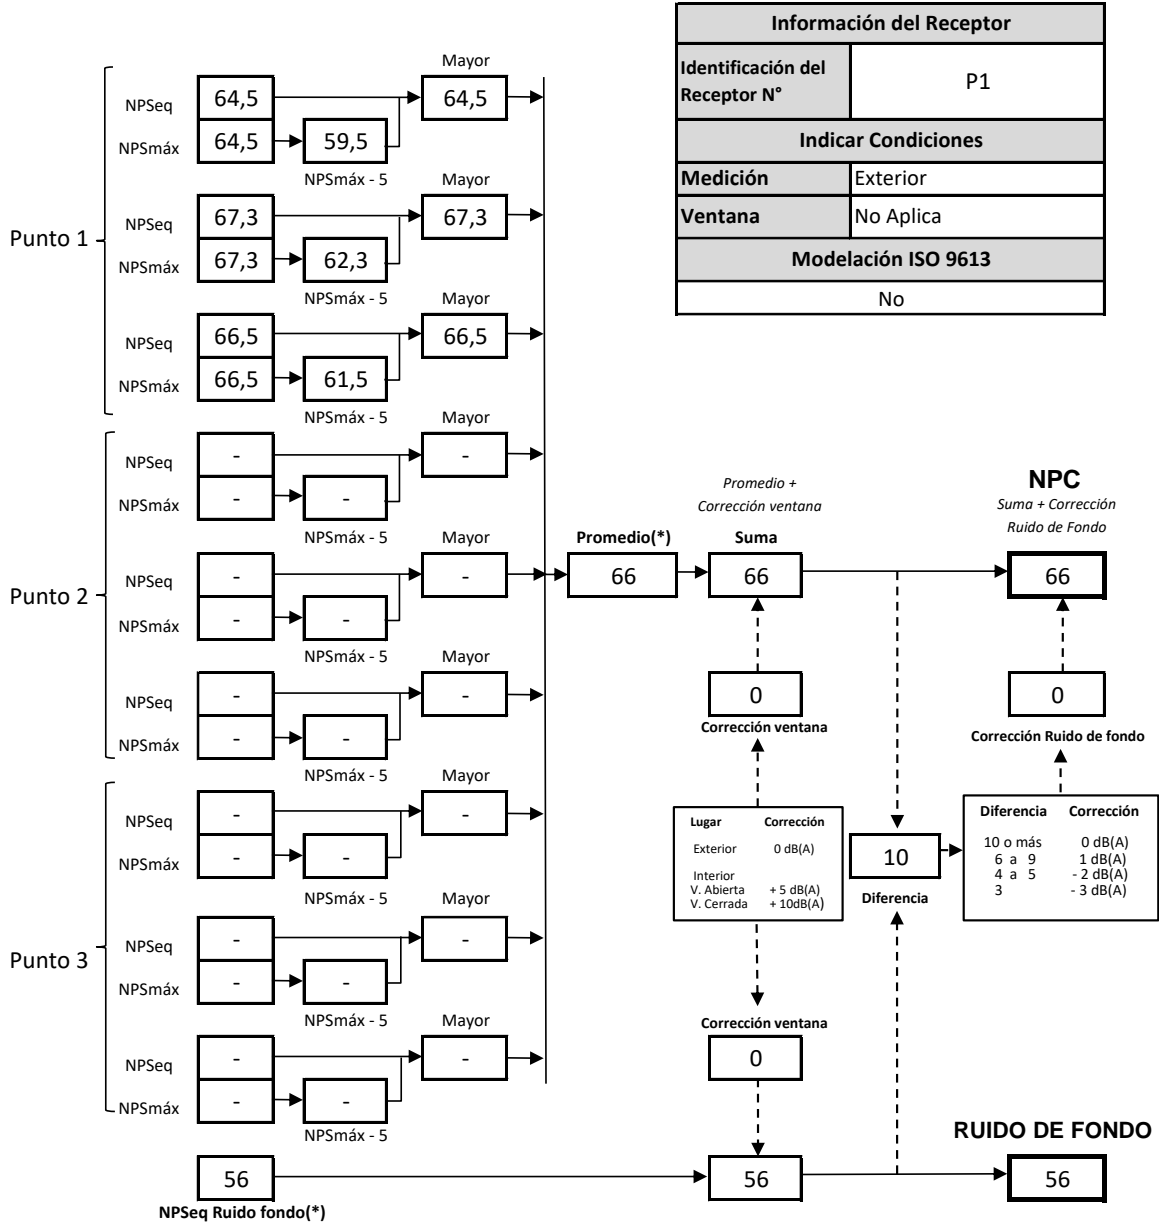 Información del Receptor
Identificación del
Receptor N°
P1
Indicar Condiciones
Medición
Exterior
Ventana
No Aplica
Modelación ISO 9613
No
Punto 1
Mayor
NPSeq
64,5
64,5
NPSmáx
64,5
59,5
NPSmáx - 5
Mayor
NPSeq
67,3
67,3
NPSmáx
67,3
62,3
NPSmáx - 5
Mayor
NPSeq
66,5
66,5
NPSmáx
66,5
61,5
NPSmáx - 5
Punto 2
Mayor
NPSeq
-
-
NPSmáx
-
-
NPSmáx - 5
Mayor
NPSeq
-
-
NPSmáx
-
-
NPSmáx - 5
Mayor
NPSeq
-
-
NPSmáx
-
-
NPSmáx - 5
Punto 3
Mayor
NPSeq
-
-
NPSmáx
-
-
NPSmáx - 5
Mayor
NPSeq
-
-
NPSmáx
-
-
NPSmáx - 5
Mayor
NPSeq
-
-
NPSmáx
-
-
NPSmáx - 5
56
NPSeq Ruido fondo(*)
Promedio(*)
66
Promedio +
Corrección ventana
Suma
66
0
Corrección ventana
Lugar Corrección
Exterior 0 dB(A)
Interior
V. Abierta + 5 dB(A)
V. Cerrada + 10dB(A)
Corrección ventana
0
56
10
Diferencia
NPC
Suma + Corrección
Ruido de Fondo
66
0
Corrección Ruido de fondo
Diferencia Corrección
10 o más 0 dB(A)
6 a 9 1 dB(A)
4 a 5 - 2 dB(A)
3 - 3 dB(A)
RUIDO DE FONDO
56